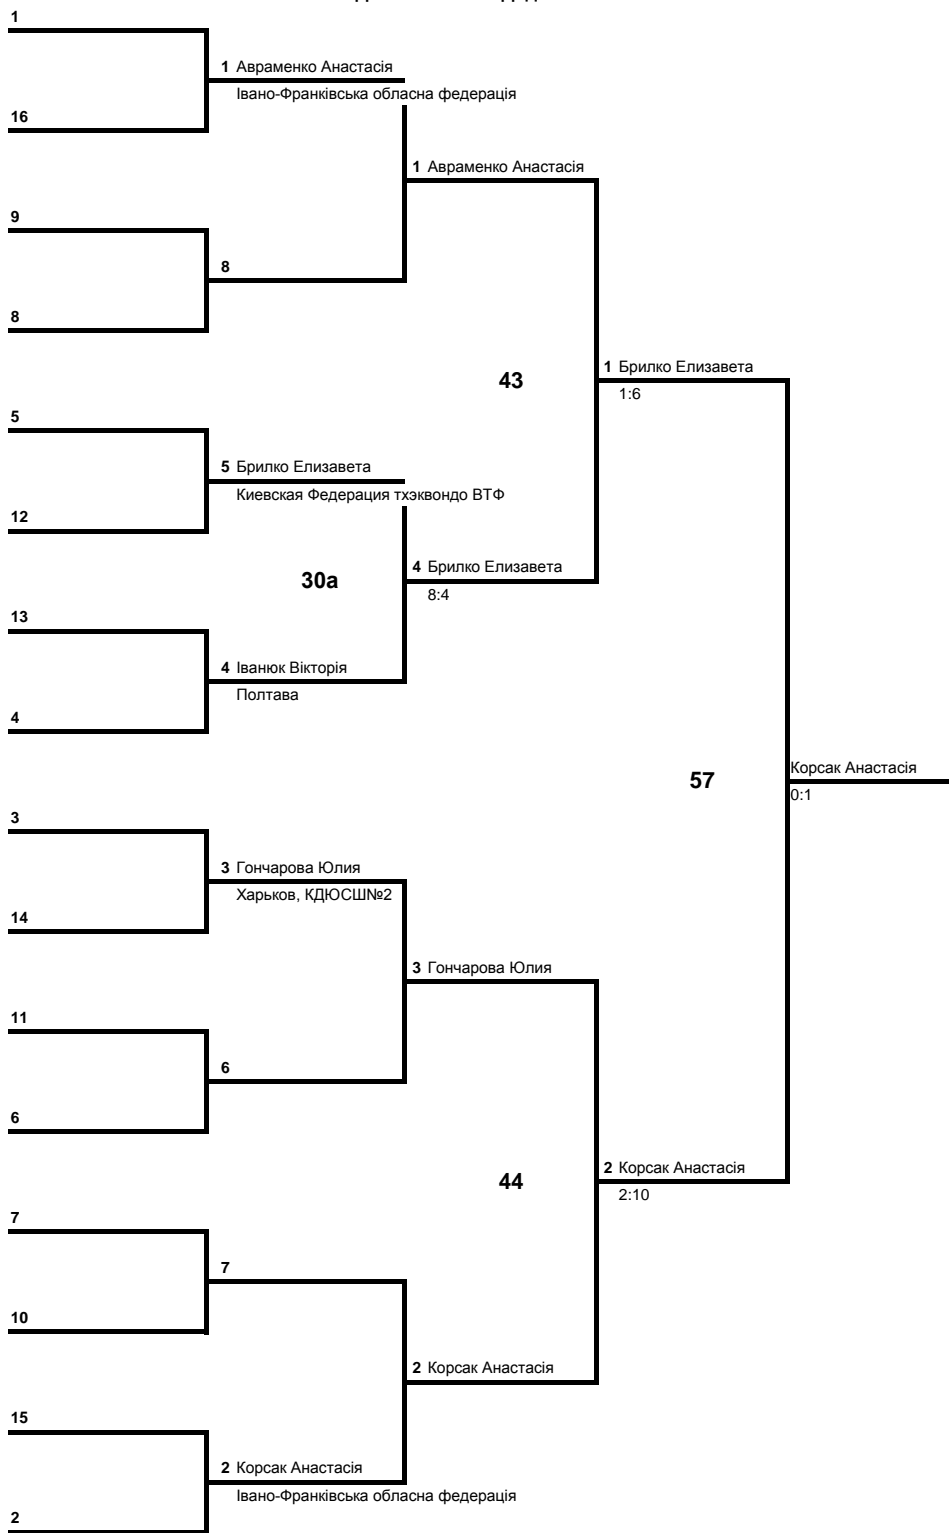 1
1 Авраменко Анастасія
Івано-Франківська обласна федерація
16
1 Авраменко Анастасія
9
8
8
43
1 Брилко Елизавета
1:6
5
5 Брилко Елизавета
Киевская Федерация тхэквондо ВТФ
12
30а
4 Брилко Елизавета
8:4
13
4 Іванюк Вікторія
Полтава
4
57
Корсак Анастасія
0:1
3
3 Гончарова Юлия
Харьков, КДЮСШ№2
14
3 Гончарова Юлия
11
6
6
44
2 Корсак Анастасія
2:10
7
7
10
2 Корсак Анастасія
15
2 Корсак Анастасія
Івано-Франківська обласна федерація
2